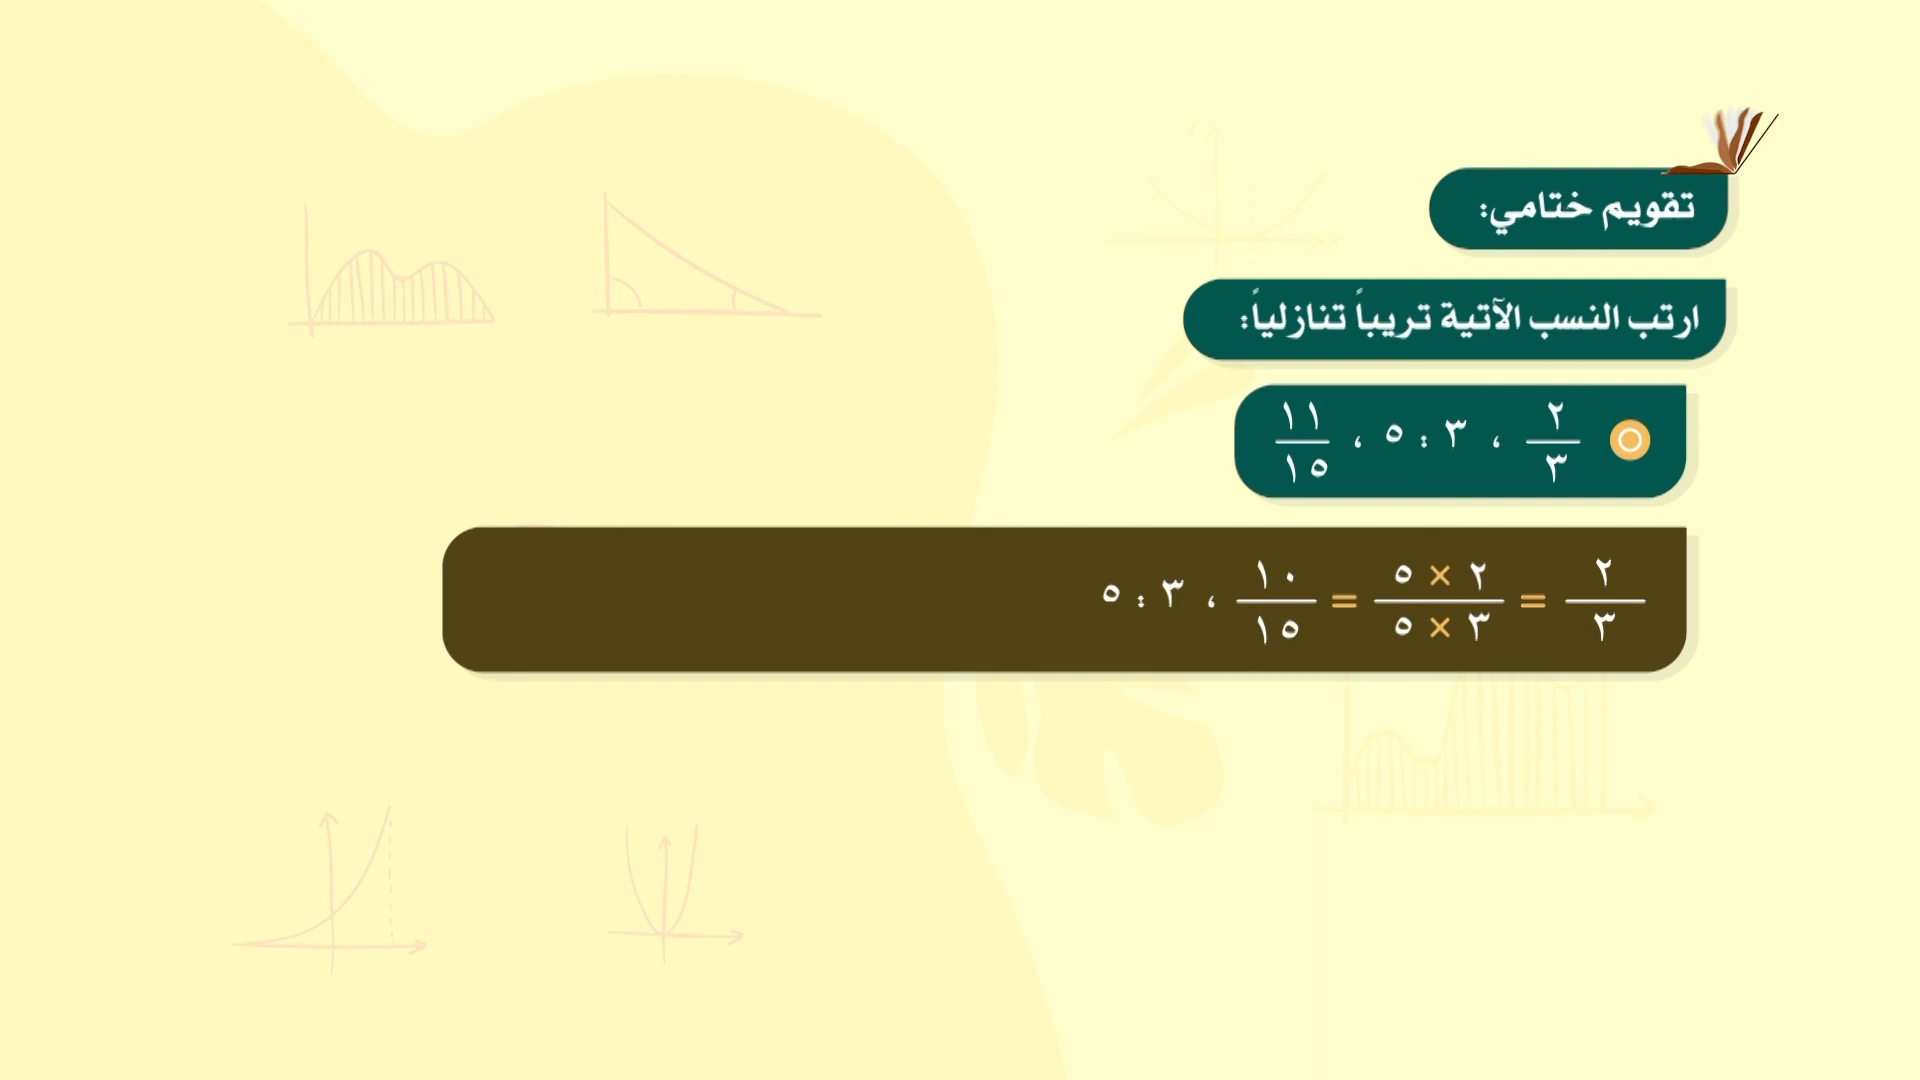 تقويم ختامي:
ارتب النسب الآتية تريباً تنازلياً:
٢/٣ ، ٣ : ٥ ، ١١/١٥
٢/٣ = ٢ × ٥/٣ × ٥ = ١٠/١٥ ، ٣ : ٥